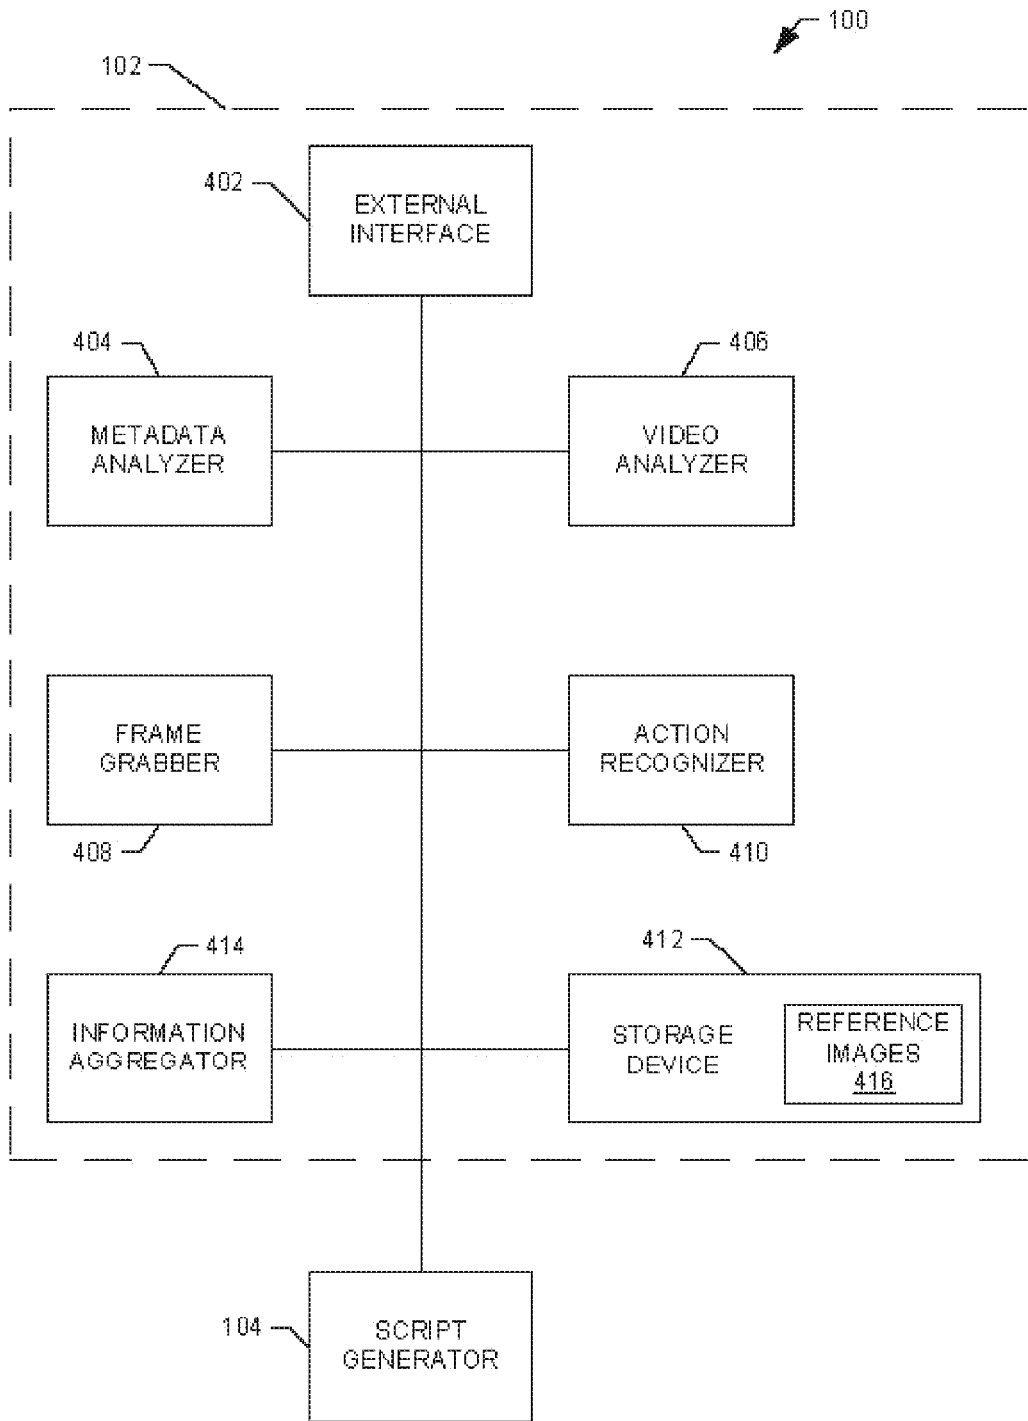 100
102
402
EXTERNAL
INTERFACE
404
METADATA
ANALYZER
406
VIDEO
ANALYZER
FRAME
GRABBER
408
ACTION
RECOGNIZER
410
414
INFORMATION
AGGREGATOR
412
STORAGE
DEVICE
REFERENCE
IMAGES
416
104
SCRIPT
GENERATOR